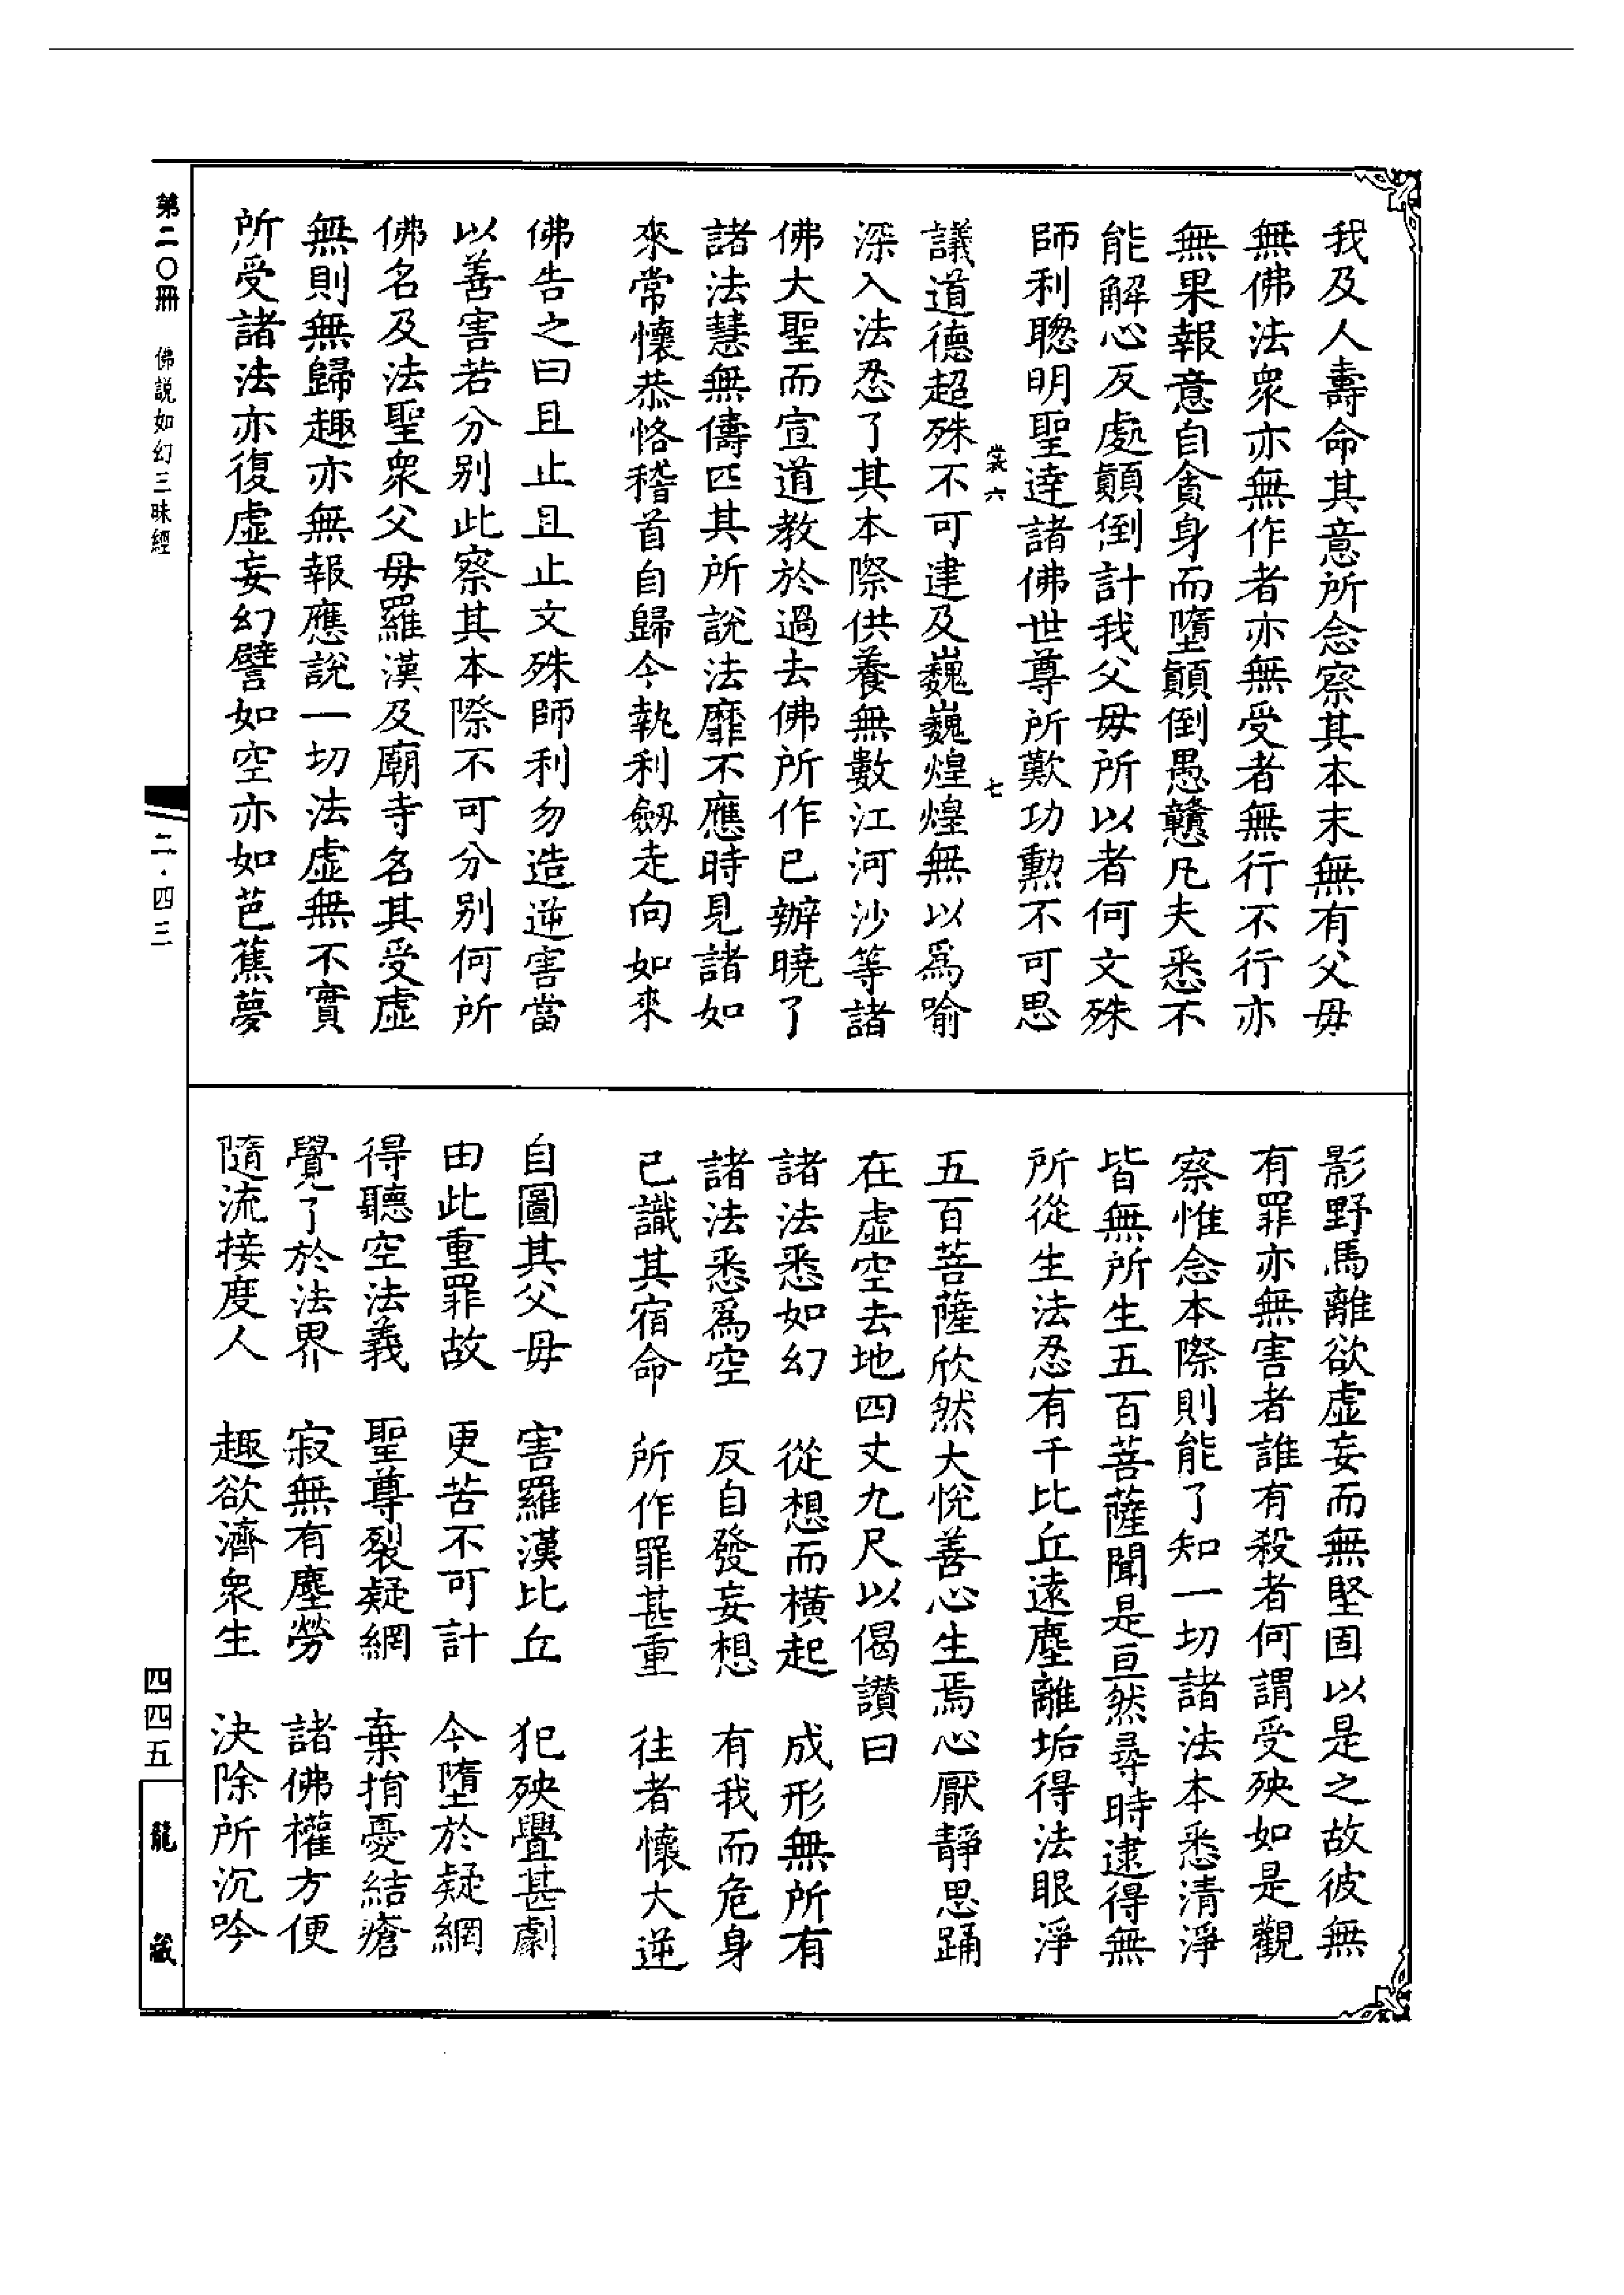 我及人壽命其意所念察其本末無有父母
無佛法衆亦無作者亦無受者無行不行亦
無果報意自貪身而墮顛倒愚戇凡夫悉不
能解心反處顛倒計我父母所以者何文殊
師利聰明聖達諸佛世尊所歎功勳不可思
裳六 七
議道德超殊不可逮及巍巍煌煌無以爲喻
深入法忍了其本際供養無數江河沙等諸
佛大聖而宣道教於過去佛所作已辦曉了
諸法慧無儔匹其所說法靡不應時見諸如
來常懷恭恪稽首自歸今執利劔走向如來
佛告之曰且止且止文殊師利勿造逆害當
以善害若分别此察其本際不可分别何所
佛名及法聖衆父母羅漢及廟寺名其受虛
無則無歸趣亦無報應說一切法虛無不實
所受諸法亦復虛妄幻譬如空亦如芭蕉夢
影野馬離欲虛妄而無堅固以是之故彼無
有罪亦無害者誰有殺者何謂受殃如是觀
察惟念本際則能了知一切諸法本悉清淨
皆無所生五百菩薩聞是亘然尋時逮得無
所從生法忍有千比丘遠塵離垢得法眼淨
五百菩薩欣然大悅善心生焉心厭靜思踊
在虛空去地四丈九尺以偈讃曰
諸法悉如幻 從想而橫起 成形無所有
諸法悉爲空 反自發妄想 有我而危身
已識其宿命 所作罪甚重 往者懷大逆
自圖其父母 害羅漢比丘 犯殃舋甚劇
由此重罪故 更苦不可計 今墮於疑網
得聽空法義 聖尊裂疑網 棄捐憂結瘡
覺了於法界 寂無有塵勞 諸佛權方便
隨流接度人 趣欲濟衆生 決除所沉吟
第二〇冊 佛說如幻三昧經
二·四三
四四五
龍藏